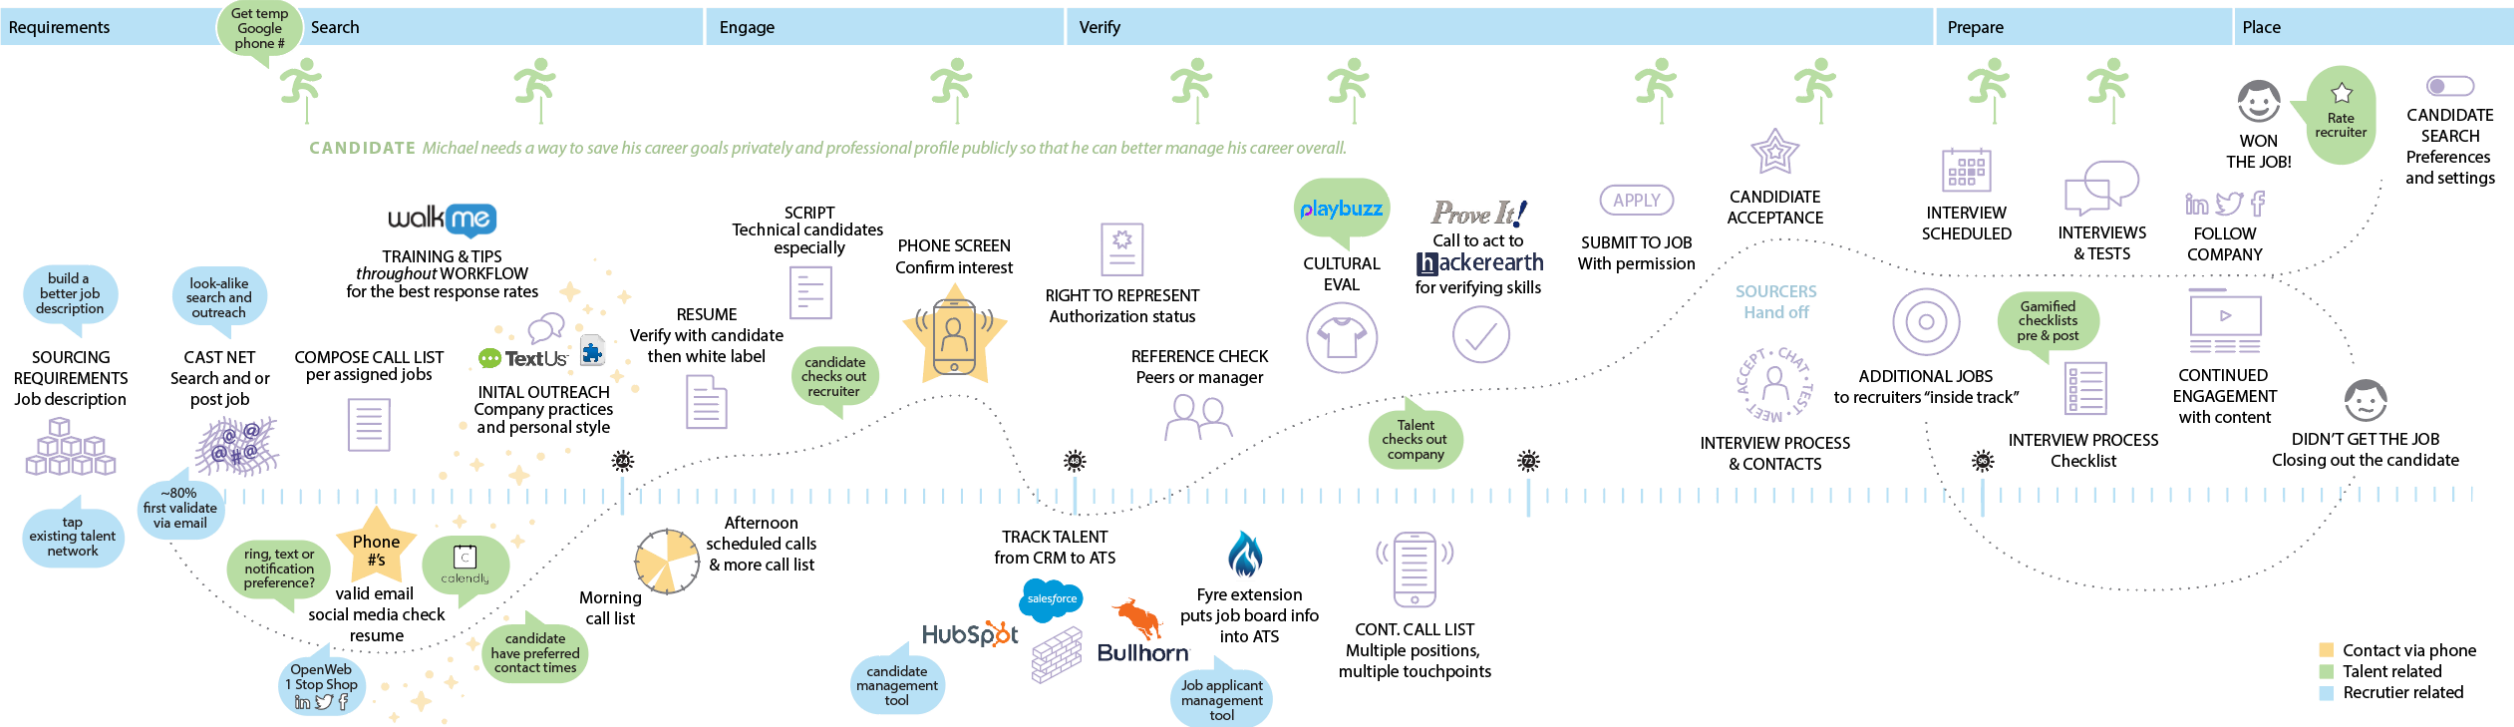 Requirements
Get temp
Google
phone #
Search
Engage
Verify
Prepare
Place
CANDIDATE Michael needs a way to save his career goals privately and professional profile publicly so that he can better manage his career overall.
build a
better job
description
SOURCING
REQUIREMENTS
Job description
tap
existing talent
network
look-alike
search and
outreach
CAST NET
Search and or
post job
@ @
@#@
~80%
first validate
via email
walkme
TRAINING & TIPS
throughout WORKFLOW
for the best response rates
COMPOSE CALL LIST
per assigned jobs
TextUs
INITAL OUTREACH
Company practices
and personal style
ring, text or
notification
preference?
Phone
#'s
valid email
social media check
resume
C
calendly
OpenWeb
1 Stop Shop
in f
candidate
have preferred
contact times
24
RESUME
Verify with candidate
then white label
SCRIPT
Technical candidates
especially
candidate
checks out
recruiter
PHONE SCREEN
Confirm interest
Morning
call list
Afternoon
scheduled calls
& more call list
48
RIGHT TO REPRESENT
Authorization status
REFERENCE CHECK
Peers or manager
TRACK TALENT
from CRM to ATS
salesforce
HubSpot
Bullhorn
candidate
management
tool
Fyre extension
puts job board info
into ATS
Job applicant
management
tool
playbuzz
CULTURAL
EVAL
Prove It!
Call to act to
hackerearth
for verifying skills
Talent
checks out
company
CONT. CALL LIST
Multiple positions,
multiple touchpoints
72
APPLY
SUBMIT TO JOB
With permission
CANDIDATE
ACCEPTANCE
SOURCERS
Hand off
ACCEPT • CHAT • TEST • MEET •
INTERVIEW PROCESS
& CONTACTS
INTERVIEW
SCHEDULED
ADDITIONAL JOBS
to recruiters “inside track”
96
INTERVIEWS
& TESTS
Gamified
checklists
pre & post
INTERVIEW PROCESS
Checklist
WON
THE JOB!
Rate
recruiter
in f
FOLLOW
COMPANY
CONTINUED
ENGAGEMENT
with content
DIDN'T GET THE JOB
Closing out the candidate
CANDIDATE
SEARCH
Preferences
and settings
Contact via phone
Talent related
Recrutier related